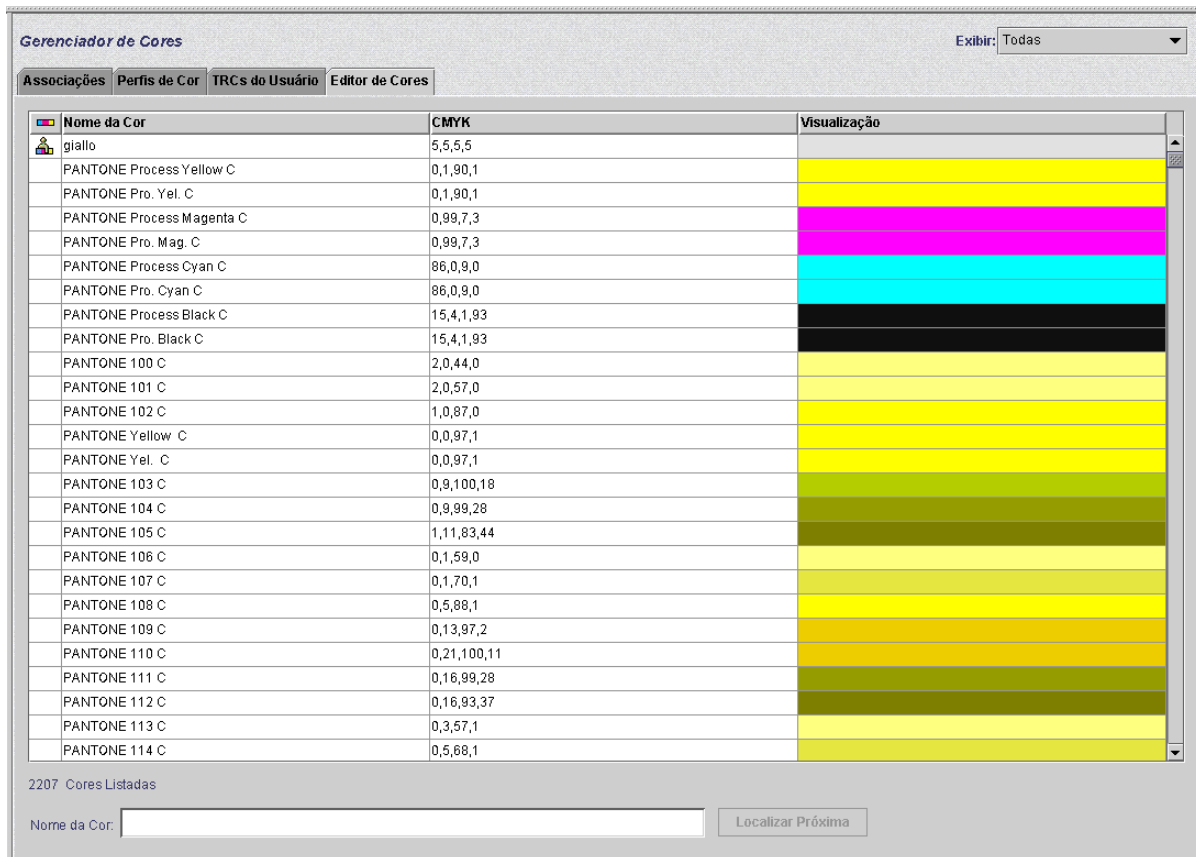 Gerenciador de Cores Exibir: Todas
Associações Perfis de Cor TRCs do Usuário Editor de Cores
Nome da Cor CMYK Visualização
giallo 5,5,5,5
PANTONE Process Yellow C 0,1,90,1
PANTONE Pro. Yel. C 0,1,90,1
PANTONE Process Magenta C 0,99,7,3
PANTONE Pro. Mag. C 0,99,7,3
PANTONE Process Cyan C 86,0,9,0
PANTONE Pro. Cyan C 86,0,9,0
PANTONE Process Black C 15,4,1,93
PANTONE Pro. Black C 15,4,1,93
PANTONE 100 C 2,0,44,0
PANTONE 101 C 2,0,57,0
PANTONE 102 C 1,0,87,0
PANTONE Yellow C 0,0,97,1
PANTONE Yel. C 0,0,97,1
PANTONE 103 C 0,9,100,18
PANTONE 104 C 0,9,99,28
PANTONE 105 C 1,11,83,44
PANTONE 106 C 0,1,59,0
PANTONE 107 C 0,1,70,1
PANTONE 108 C 0,5,88,1
PANTONE 109 C 0,13,97,2
PANTONE 110 C 0,21,100,11
PANTONE 111 C 0,16,99,28
PANTONE 112 C 0,16,93,37
PANTONE 113 C 0,3,57,1
PANTONE 114 C 0,5,68,1
2207 Cores Listadas
Nome da Cor: Localizar Próxima